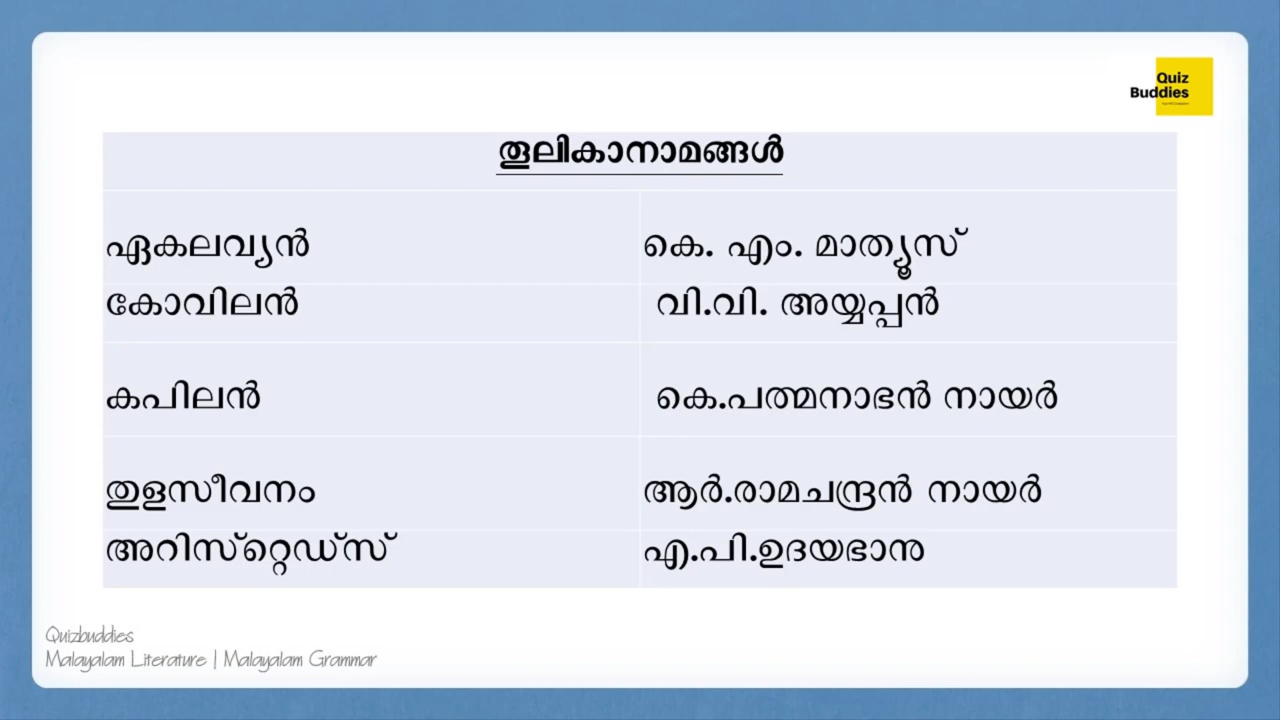 Quiz
Buddies
തൂലികാനാമങ്ങൾ
ഏകലവ്യൻ കെ. എം. മാത്യൂസ്
കോവിലൻ വി.വി. അയ്യപ്പൻ
കപിലൻ കെ.പത്മനാഭൻ നായർ
തുളസീവനം ആർ.രാമചന്ദ്രൻ നായർ
അറിസ്റ്റെഡ്സ് എ.പി.ഉദയഭാനു
Quizbuddies
Malayalam Literature | Malayalam Grammar